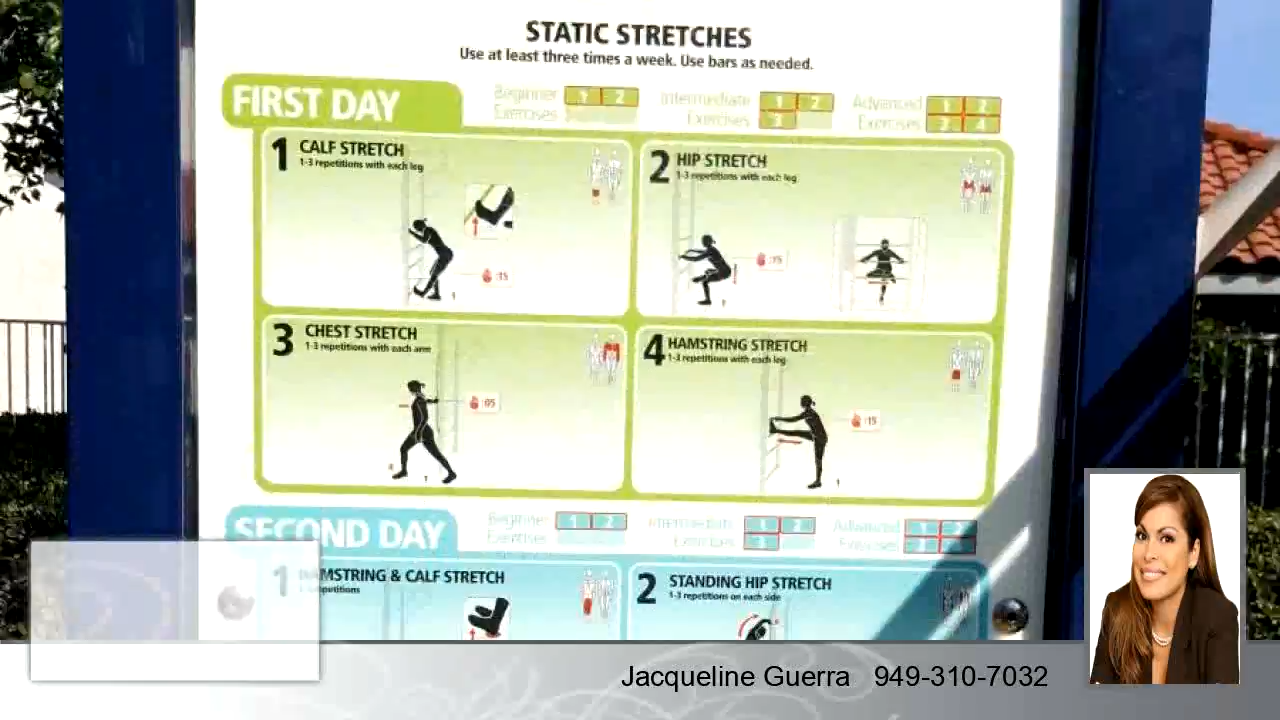 STATIC STRETCHES
Use at least three times a week. Use bars as needed.
FIRST DAY
Beginner Exercises 1 2
Intermediate Exercises 1 2 3
Advanced Exercises 1 2 3 4
1 CALF STRETCH
1-3 repetitions with each leg
:15
1
2 HIP STRETCH
1-3 repetitions with each leg
:15
3 CHEST STRETCH
1-3 repetitions with each arm
:05
4 HAMSTRING STRETCH
1-3 repetitions with each leg
:15
1
SECOND DAY
Beginner Exercises 1 2
Intermediate Exercises 1 2
Advanced Exercises 1 2
1 HAMSTRING & CALF STRETCH
2 STANDING HIP STRETCH
1-3 repetitions on each side
Jacqueline Guerra 949-310-7032